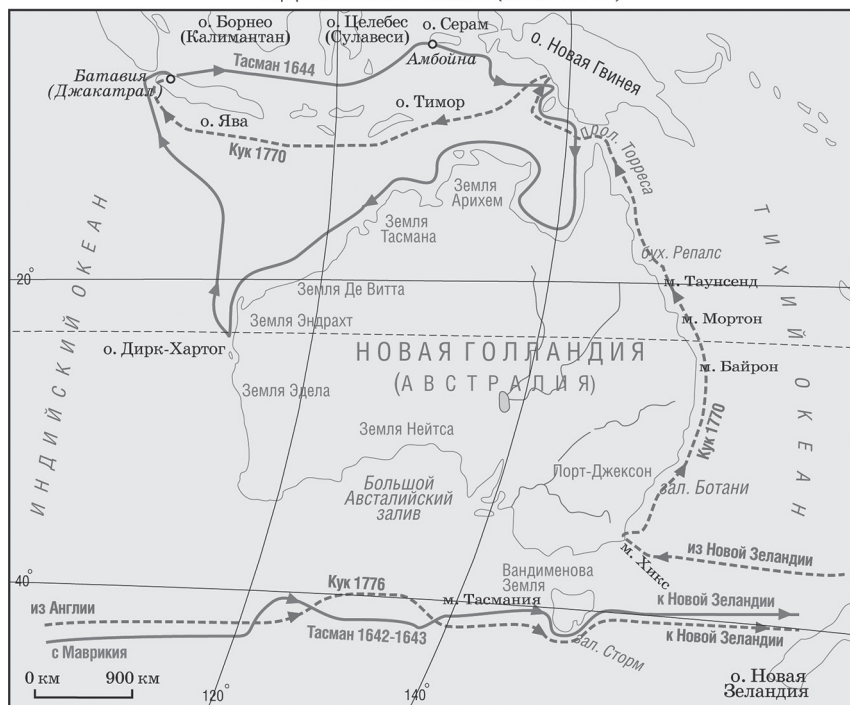 о. Борнео
(Калимантан)
о. Целебес
(Сулавеси)
о. Серам
Амбойна
о. Новая Гвинея
Тасман 1644
Батавия
(Джакатрал)
о. Тимор
о. Ява
Кук 1770
прол. Торреса
Земля
Арихем
Земля
Тасмана
ТИХИЙ ОКЕАН
ИНДИЙСКИЙ ОКЕАН
бух. Репалс
20°
м. Таунсенд
Земля Де Витта
Земля Эндрахт
м. Мортон
о. Дирк-Хартог
НОВАЯ ГОЛЛАНДИЯ
(АВСТРАЛИЯ)
м. Байрон
Земля Эдела
Земля Нейтса
Кук 1770
Порт-Джексон
Большой
Австалийский
залив
зал. Ботани
из Новой Зеландии
м. Хикс
40°
Вандименова
Земля
Кук 1776
м. Тасмания
из Англии
к Новой Зеландии
Тасман 1642-1643
к Новой Зеландии
с Маврикия
зал. Сторм
о. Новая
Зеландия
0 км 900 км
120°
140°